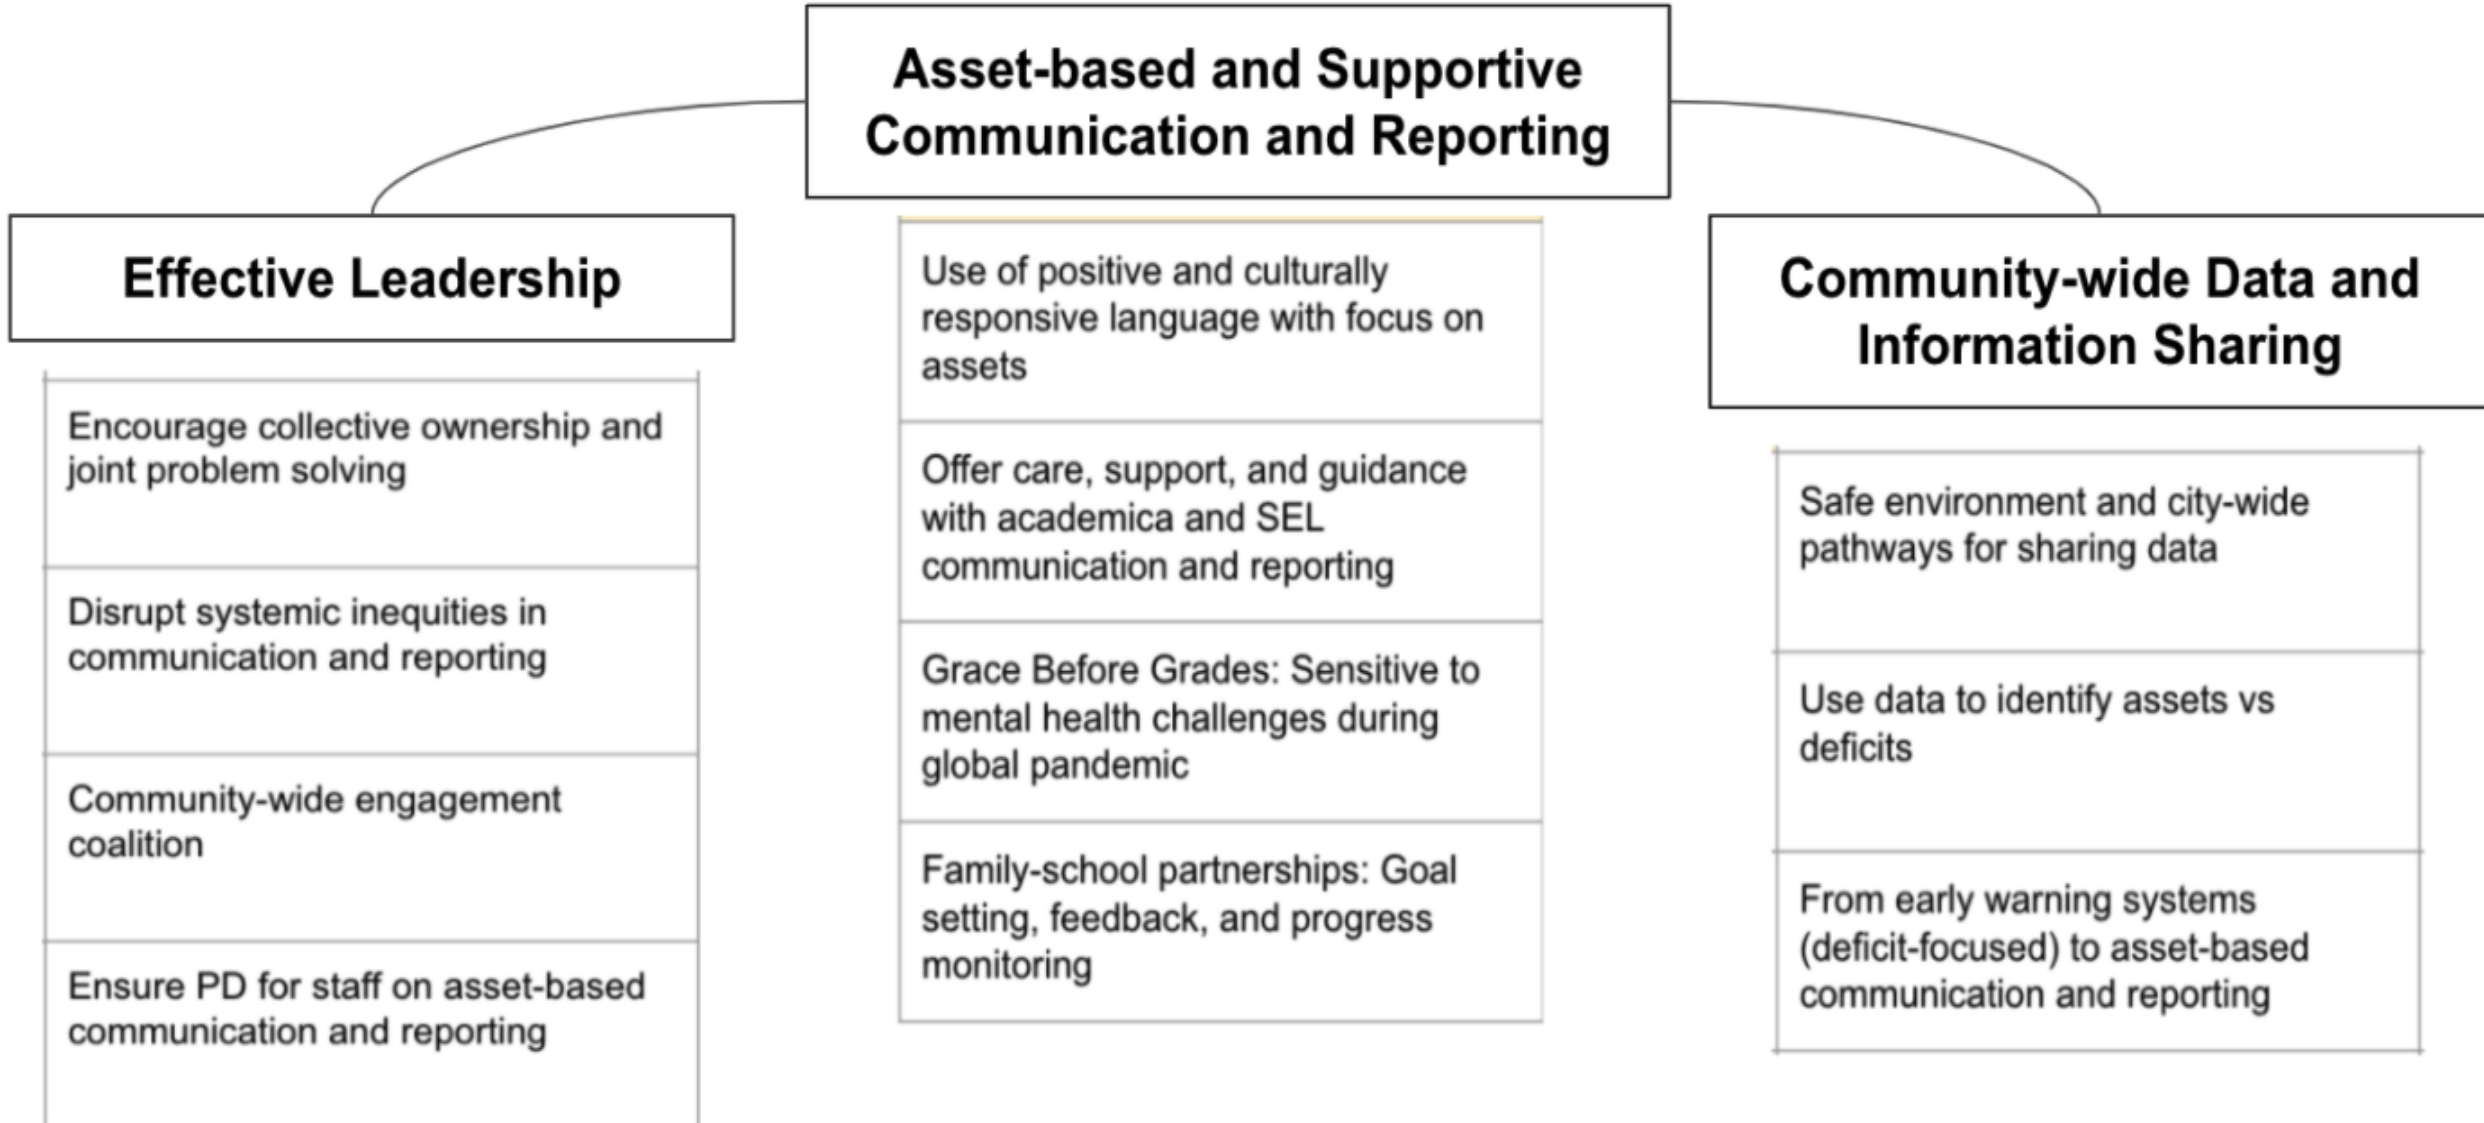 Asset-based and Supportive
Communication and Reporting
Effective Leadership
Encourage collective ownership and
joint problem solving
Disrupt systemic inequities in
communication and reporting
Community-wide engagement
coalition
Ensure PD for staff on asset-based
communication and reporting
Use of positive and culturally
responsive language with focus on
assets
Offer care, support, and guidance
with academica and SEL
communication and reporting
Grace Before Grades: Sensitive to
mental health challenges during
global pandemic
Family-school partnerships: Goal
setting, feedback, and progress
monitoring
Community-wide Data and
Information Sharing
Safe environment and city-wide
pathways for sharing data
Use data to identify assets vs
deficits
From early warning systems
(deficit-focused) to asset-based
communication and reporting